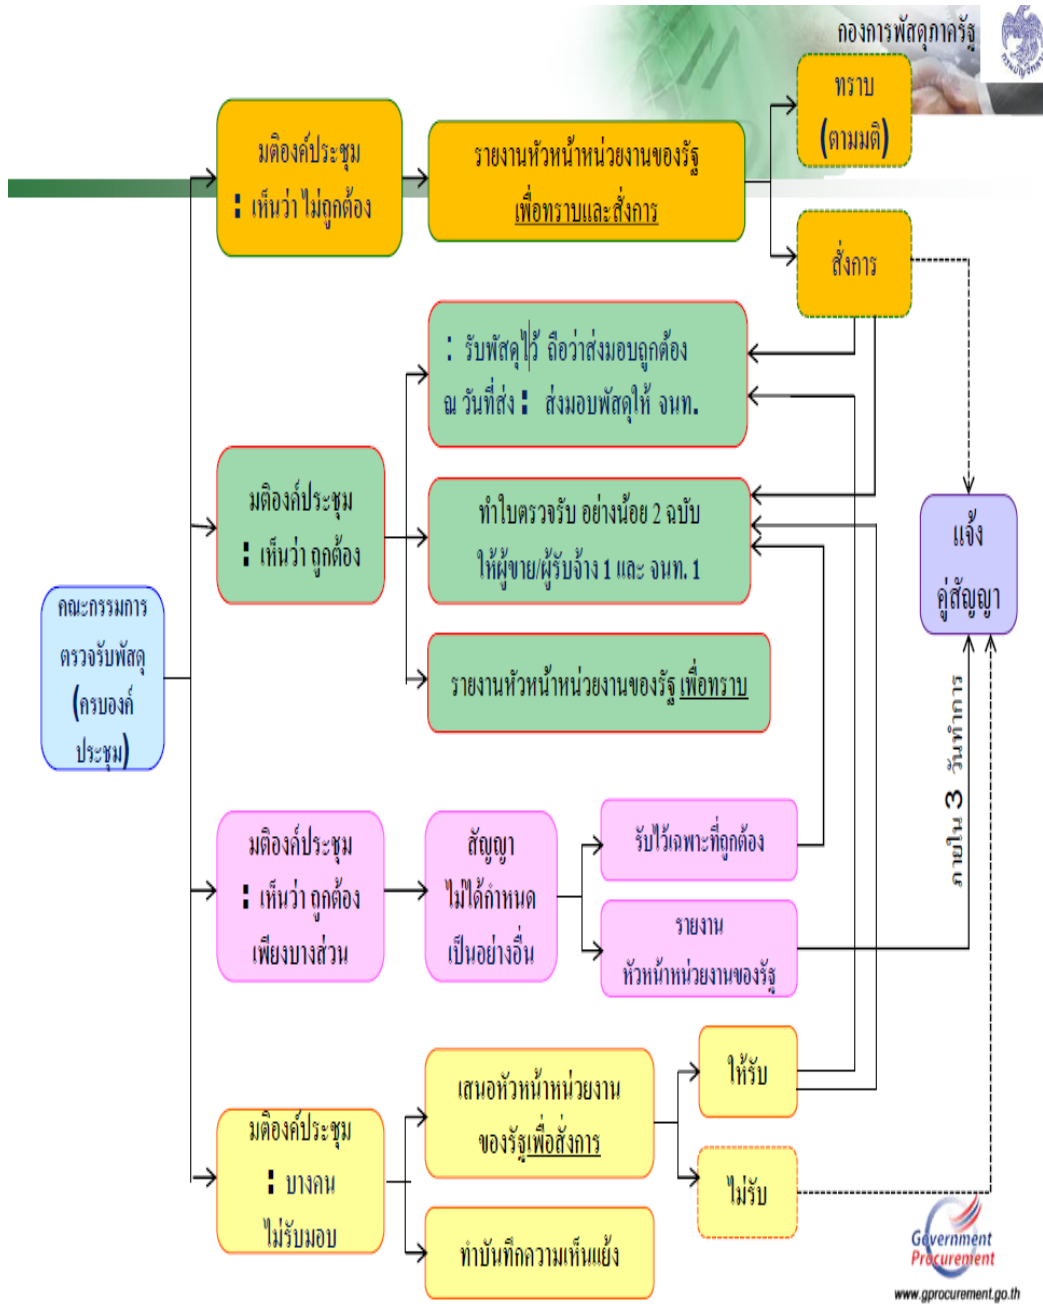 กองการพัสดุภาครัฐ
ทราบ
(ตามมติ)
มติองค์ประชุม
: เห็นว่า ไม่ถูกต้อง
รายงานหัวหน้าหน่วยงานของรัฐ
เพื่อทราบและสั่งการ
สั่งการ
: รับพัสดุไว้ ถือว่าส่งมอบถูกต้อง
ณ วันที่ส่ง : ส่งมอบพัสดุให้ จนท.
มติองค์ประชุม
: เห็นว่า ถูกต้อง
ทำใบตรวจรับ อย่างน้อย 2 ฉบับ
ให้ผู้ขาย/ผู้รับจ้าง 1 และ จนท. 1
แจ้ง
คู่สัญญา
คณะกรรมการ
ตรวจรับพัสดุ
(ครบองค์
ประชุม)
รายงานหัวหน้าหน่วยงานของรัฐ เพื่อทราบ
ภายใน 3 วันทำการ
มติองค์ประชุม
: เห็นว่า ถูกต้อง
เพียงบางส่วน
สัญญา
ไม่ได้กำหนด
เป็นอย่างอื่น
รับไว้เฉพาะที่ถูกต้อง
รายงาน
หัวหน้าหน่วยงานของรัฐ
มติองค์ประชุม
: บางคน
ไม่รับมอบ
เสนอหัวหน้าหน่วยงาน
ของรัฐเพื่อสั่งการ
ให้รับ
ไม่รับ
ทำบันทึกความเห็นแย้ง
Government
Procurement
www.gprocurement.go.th